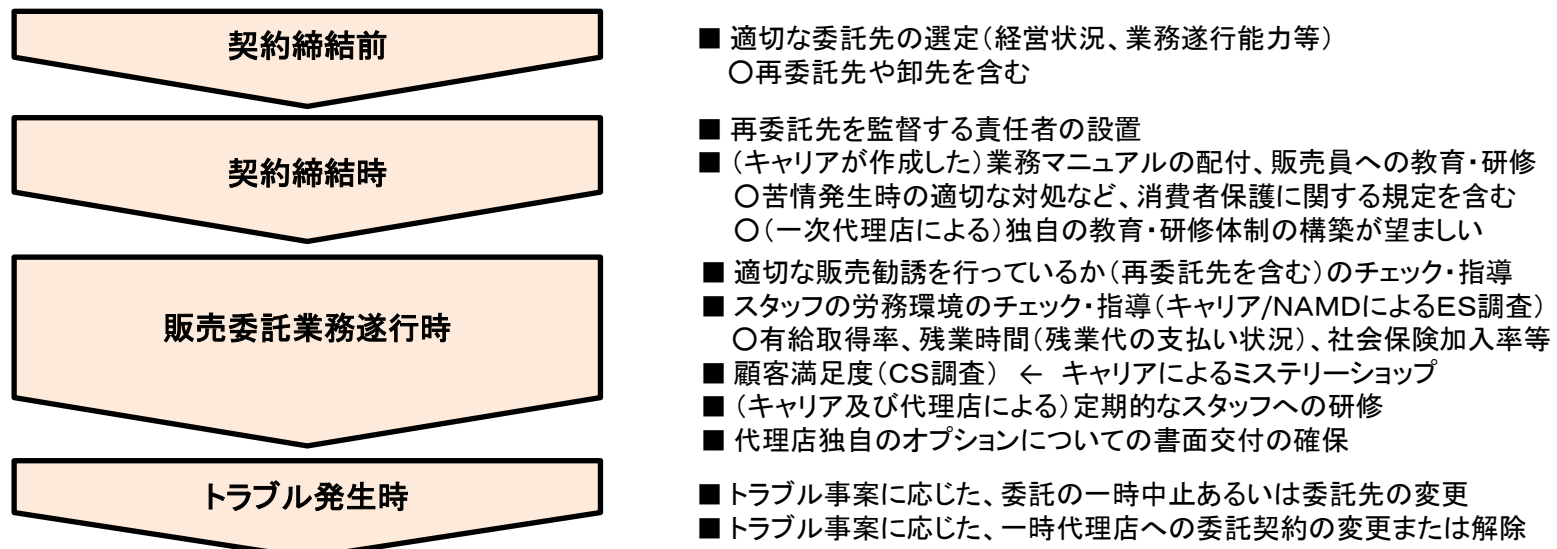 契約締結前
■ 適切な委託先の選定（経営状況、業務遂行能力等）
○再委託先や卸先を含む
契約締結時
■ 再委託先を監督する責任者の設置
■ （キャリアが作成した）業務マニュアルの配付、販売員への教育・研修
○苦情発生時の適切な対処など、消費者保護に関する規定を含む
○（一次代理店による）独自の教育・研修体制の構築が望ましい
販売委託業務遂行時
■ 適切な販売勧誘を行っているか（再委託先を含む）のチェック・指導
■ スタッフの労務環境のチェック・指導（キャリア/NAMDによるES調査）
○有給取得率、残業時間（残業代の支払い状況）、社会保険加入率等
■ 顧客満足度（CS調査） ← キャリアによるミステリーショップ
■ （キャリア及び代理店による）定期的なスタッフへの研修
■ 代理店独自のオプションについての書面交付の確保
トラブル発生時
■ トラブル事案に応じた、委託の一時中止あるいは委託先の変更
■ トラブル事案に応じた、一時代理店への委託契約の変更または解除